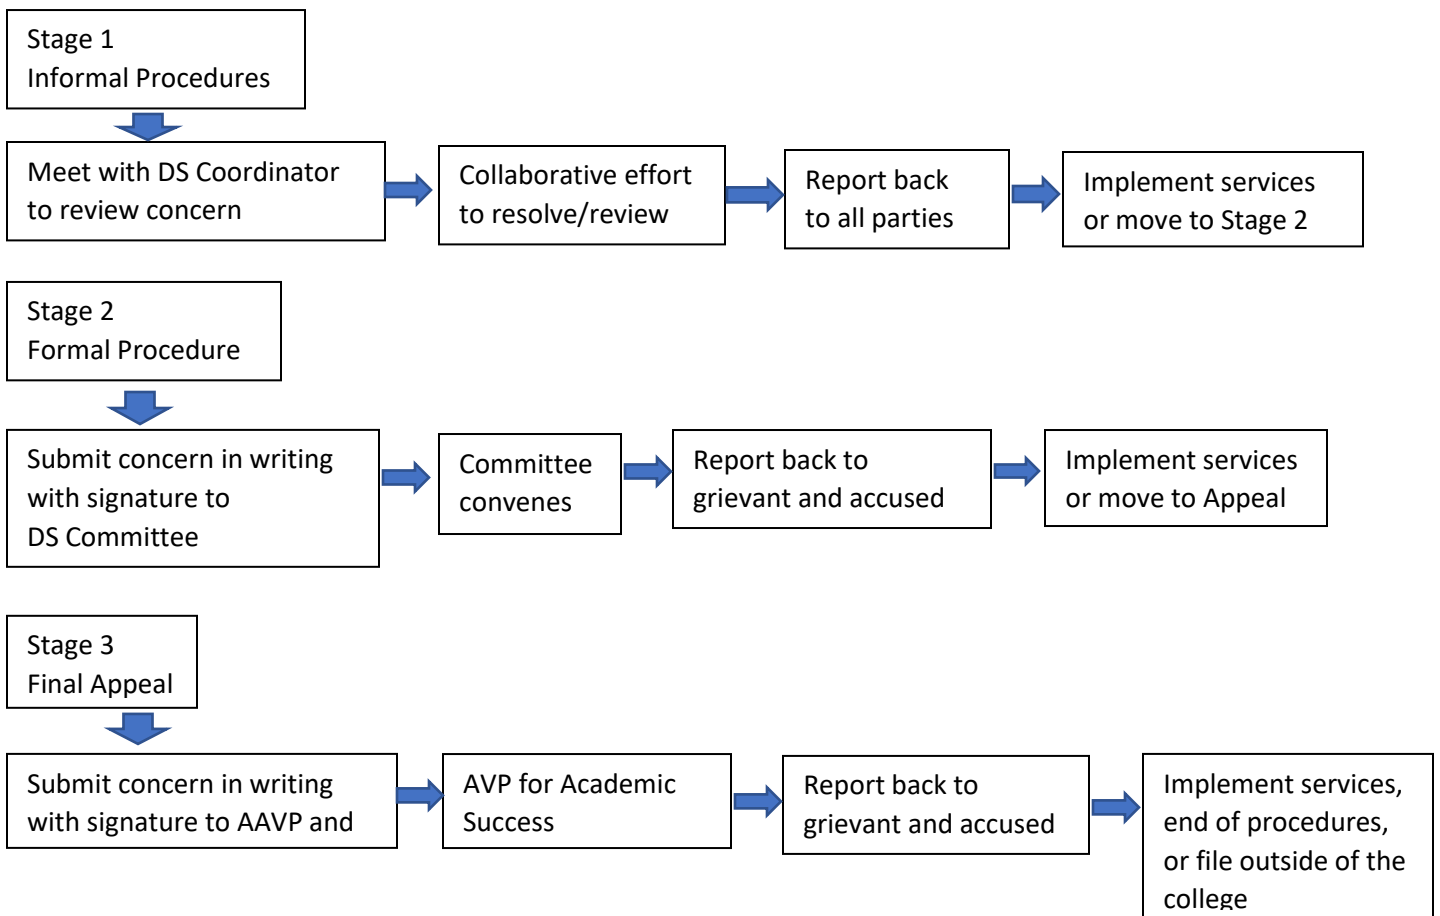 Stage 1
Informal Procedures
Meet with DS Coordinator
to review concern
Collaborative effort
to resolve/review
Report back
to all parties
Implement services
or move to Stage 2
Stage 2
Formal Procedure
Submit concern in writing
with signature to
DS Committee
Committee
convenes
Report back to
grievant and accused
Implement services
or move to Appeal
Stage 3
Final Appeal
Submit concern in writing
with signature to AAVP and
AVP for Academic
Success
Report back to
grievant and accused
Implement services,
end of procedures,
or file outside of the
college